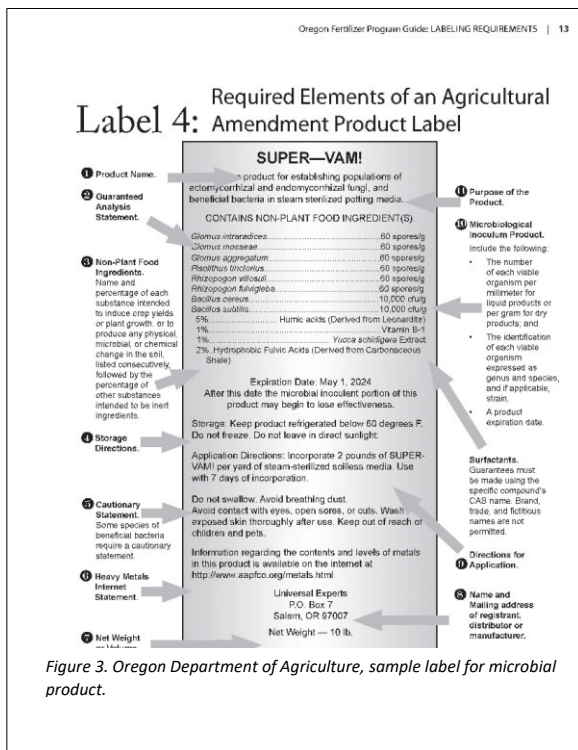 Oregon Fertilizer Program Guide: LABELING REQUIREMENTS | 13
Label 4: Required Elements of an Agricultural
Amendment Product Label
1 Product Name.
2 Guaranteed
Analysis
Statement.
3 Non-Plant Food
Ingredients.
Name and
percentage of each
substance intended
to induce crop yields
or plant growth, or to
produce any physical,
microbial, or chemical
change in the soil,
listed consecutively,
followed by the
percentage of
other substances
intended to be inert
ingredients.
4 Storage
Directions.
5 Cautionary
Statement.
Some species of
beneficial bacteria
require a cautionary
statement.
6 Heavy Metals
Internet
Statement.
7 Net Weight
or Volume
SUPER—VAM!
product for establishing populations of
ectomycorrhizal and endomycorrhizal fungi, and
beneficial bacteria in steam sterilized potting media.
CONTAINS NON-PLANT FOOD INGREDIENT(S):
Glomus intraradices....60 spores/g
Glomus mosseae....60 spores/g
Glomus aggregatum....60 spores/g
Pisolithus tinctorius....60 spores/g
Rhizopogon villosuli....60 spores/g
Rhizopogon fulvigleba....60 spores/g
Bacillus cereus....10,000 cfu/g
Bacillus subtilis....10,000 cfu/g
5%....Humic acids (Derived from Leonardite)
1%....Vitamin B-1
1%....Yucca schidigera Extract
2%..Hydrophobic Fulvic Acids (Derived from Carbonaceous
Shale)
Expiration Date: May 1, 2024
After this date the microbial inoculent portion of this
product may begin to lose effectiveness.
Storage: Keep product refrigerated below 60 degrees F.
Do not freeze. Do not leave in direct sunlight.
Application Directions: Incorporate 2 pounds of SUPER-
VAM! per yard of steam-sterilized soilless media. Use
with 7 days of incorporation.
Do not swallow. Avoid breathing dust.
Avoid contact with eyes, open sores, or cuts. Wash
exposed skin thoroughly after use. Keep out of reach of
children and pets.
Information regarding the contents and levels of metals
in this product is available on the internet at
http://www.aapfco.org/metals.html
Universal Experts
P.O. Box 7
Salem, OR 97007
Net Weight — 10 lb.
11 Purpose of the
Product.
10 Microbiological
Inoculum Product.
Include the following:
• The number
of each viable
organism per
millimeter for
liquid products or
per gram for dry
products; and
• The identification
of each viable
organism
expressed as
genus and species,
and if applicable,
strain.
• A product
expiration date.
Surfactants.
Guarantees must
be made using the
specific compound's
CAS name. Brand,
trade, and fictitious
names are not
permitted.
Directions for
9 Application.
8 Name and
Mailing address
of registrant,
distributor or
manufacturer.
Figure 3. Oregon Department of Agriculture, sample label for microbial
product.